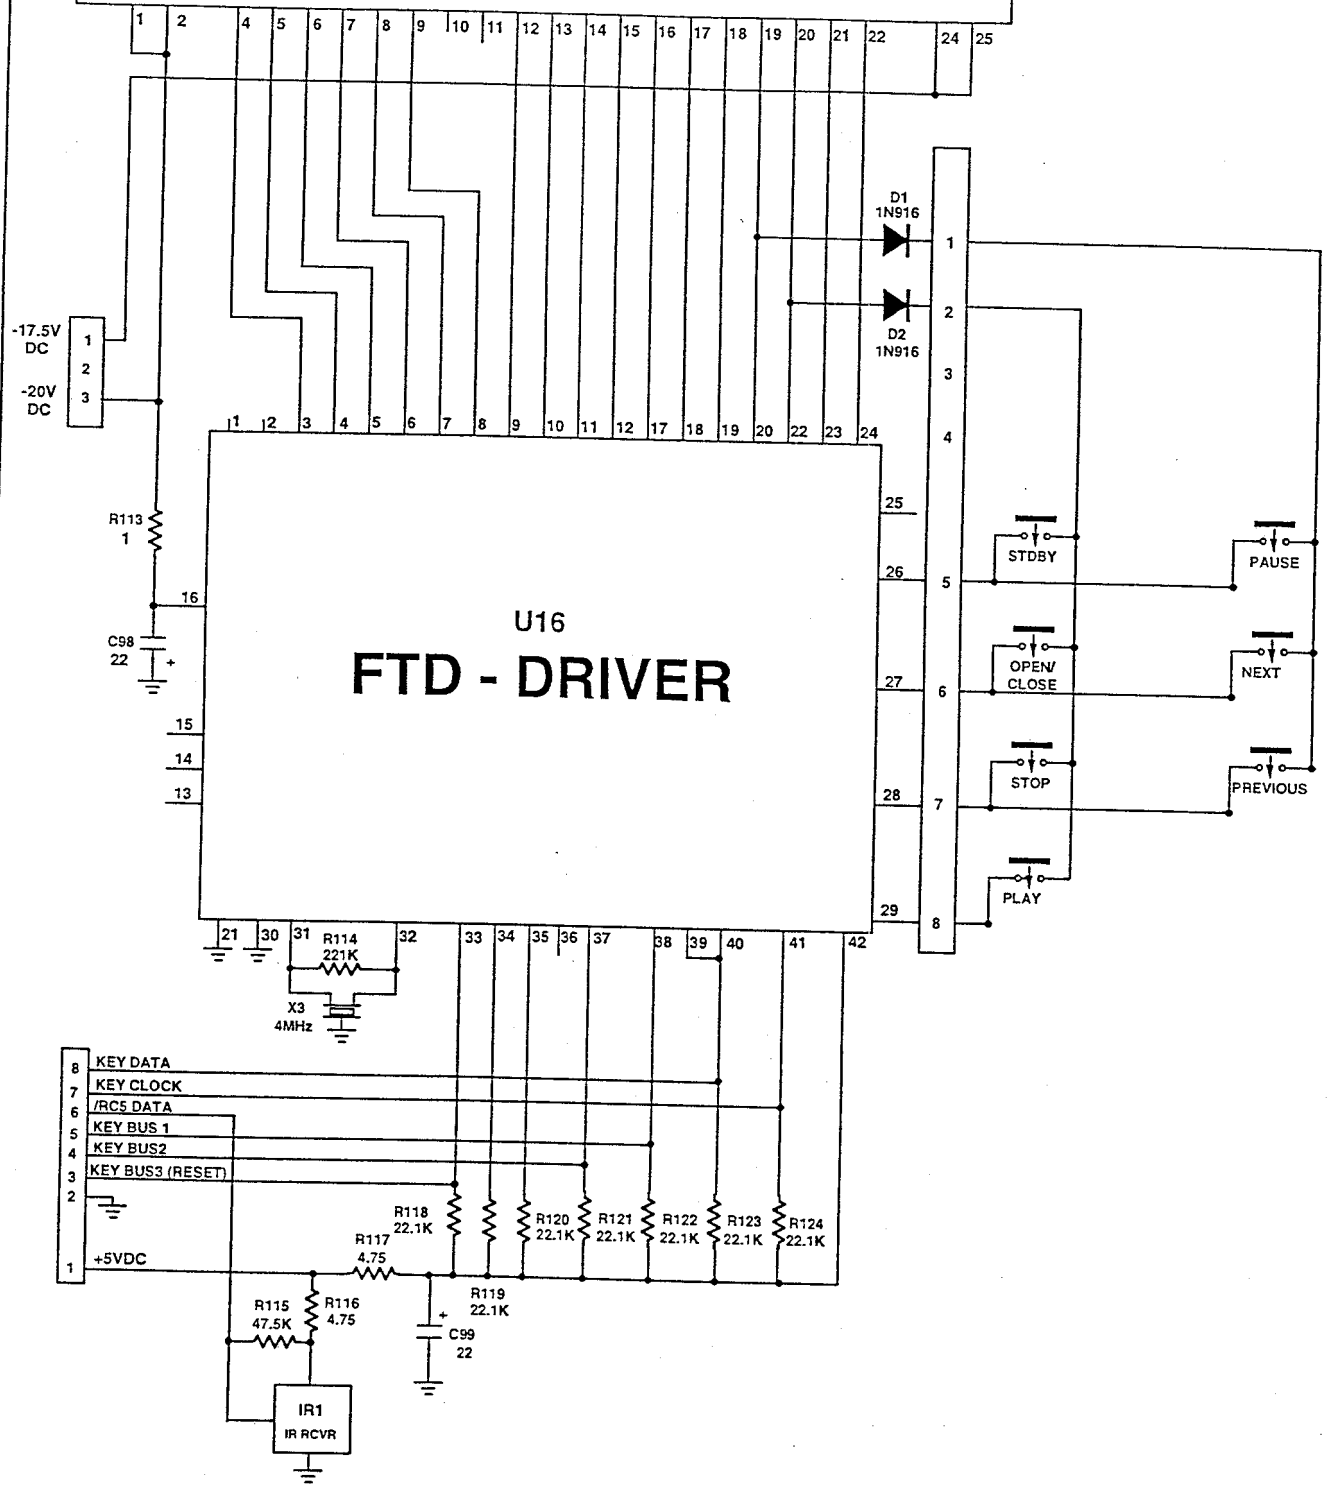 1 2 4 5 6 7 8 9 10 11 12 13 14 15 16 17 18 19 20 21 22 24 25
D1
1N916
1
2
D2
1N916
3
4
-17.5V
DC
1
2
-20V
DC
3
1 2 3 4 5 6 7 8 9 10 11 12 17 18 19 20 22 23 24
25
R113
1
STDBY
PAUSE
26
5
16
U16
C98
22
+
FTD - DRIVER
OPEN/
CLOSE
NEXT
27
6
15
14
13
STOP
PREVIOUS
28
7
PLAY
29
8
21 30 31 32 33 34 35 36 37 38 39 40 41 42
R114
221K
X3
4MHz
8 KEY DATA
7 KEY CLOCK
6 /RC5 DATA
5 KEY BUS 1
4 KEY BUS2
3 KEY BUS3 (RESET)
2
R118
22.1K
R120
22.1K
R121
22.1K
R122
22.1K
R123
22.1K
R124
22.1K
R117
4.75
1 +5VDC
R119
22.1K
R115
47.5K
R116
4.75
+
C99
22
IR1
IR RCVR